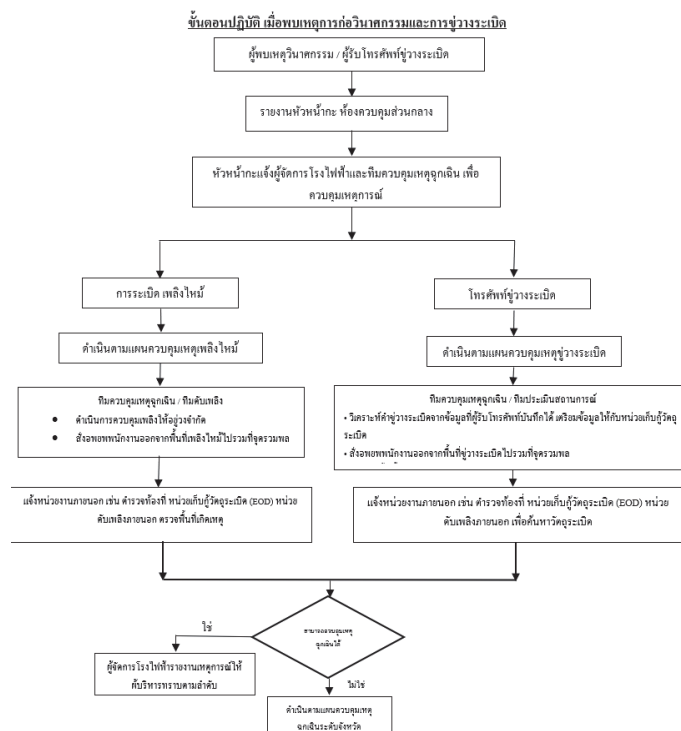 ขั้นตอนปฏิบัติ เมื่อพบเหตุการก่อวินาศกรรมและการขู่วางระเบิด
ผู้พบเหตุวินาศกรรม / ผู้รับโทรศัพท์ขู่วางระเบิด
รายงานหัวหน้ากะ ห้องควบคุมส่วนกลาง
หัวหน้ากะแจ้งผู้จัดการโรงไฟฟ้าและทีมควบคุมเหตุฉุกเฉิน เพื่อ
ควบคุมเหตุการณ์
การระเบิด เพลิงไหม้
ดำเนินตามแผนควบคุมเหตุเพลิงไหม้
ทีมควบคุมเหตุฉุกเฉิน / ทีมดับเพลิง
● ดำเนินการควบคุมเพลิงให้อยู่วงจำกัด
● สั่งอพยพพนักงานออกจากพื้นที่เพลิงไหม้ไปรวมที่จุดรวมพล
แจ้งหน่วยงานภายนอก เช่น ตำรวจท้องที่ หน่วยเก็บกู้วัตถุระเบิด (EOD) หน่วย
ดับเพลิงภายนอก ตรวจพื้นที่เกิดเหตุ
โทรศัพท์ขู่วางระเบิด
ดำเนินตามแผนควบคุมเหตุขู่วางระเบิด
ทีมควบคุมเหตุฉุกเฉิน / ทีมประเมินสถานการณ์
• วิเคราะห์คำขู่วางระเบิดจากข้อมูลที่ผู้รับโทรศัพท์บันทึกได้ เตรียมข้อมูลให้กับหน่วยเก็บกู้วัตถุ
ระเบิด
• สั่งอพยพพนักงานออกจากพื้นที่ขู่วางระเบิดไปรวมที่จุดรวมพล
แจ้งหน่วยงานภายนอก เช่น ตำรวจท้องที่ หน่วยเก็บกู้วัตถุระเบิด (EOD) หน่วย
ดับเพลิงภายนอก เพื่อค้นหาวัตถุระเบิด
สามารถควบคุมเหตุ
ฉุกเฉินได้
ใช่
ผู้จัดการโรงไฟฟ้ารายงานเหตุการณ์ให้
ผู้บริหารทราบตามลำดับ
ไม่ใช่
ดำเนินตามแผนควบคุมเหตุ
ฉุกเฉินระดับจังหวัด